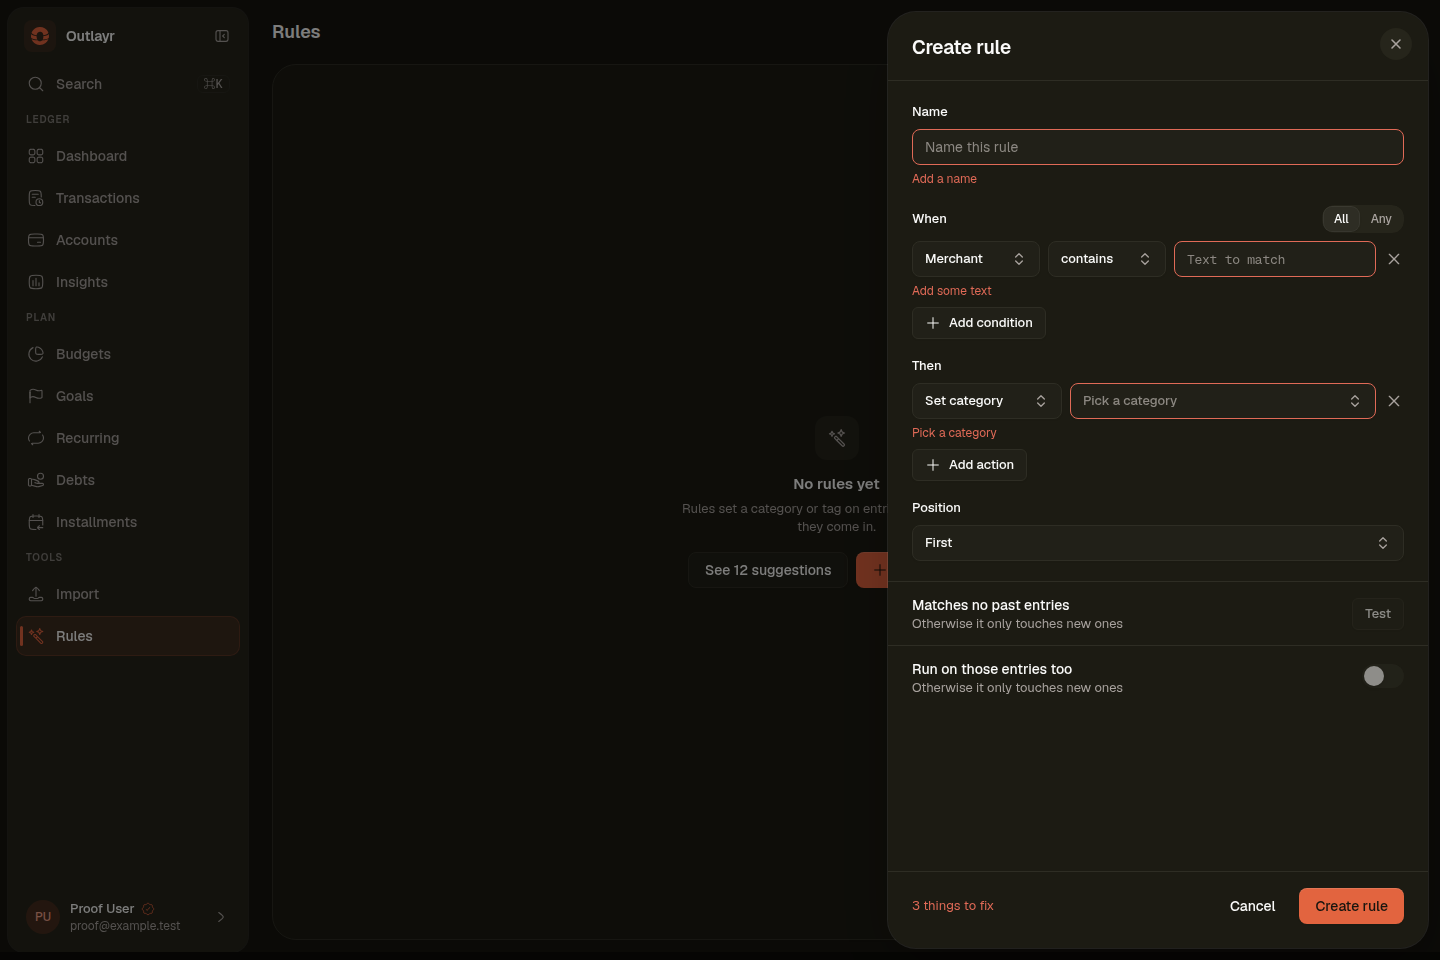 Outlayr
Search ⌘K
LEDGER
Dashboard
Transactions
Accounts
Insights
PLAN
Budgets
Goals
Recurring
Debts
Installments
TOOLS
Import
Rules
PU
Proof User
proof@example.test
Rules
No rules yet
Rules set a category or tag on
they come in.
See 12 suggestions
Create rule
Name
Name this rule
Add a name
When
All Any
Merchant contains Text to match
Add some text
Add condition
Then
Set category Pick a category
Pick a category
Add action
Position
First
Matches no past entries
Otherwise it only touches new ones
Test
Run on those entries too
Otherwise it only touches new ones
3 things to fix
Cancel
Create rule